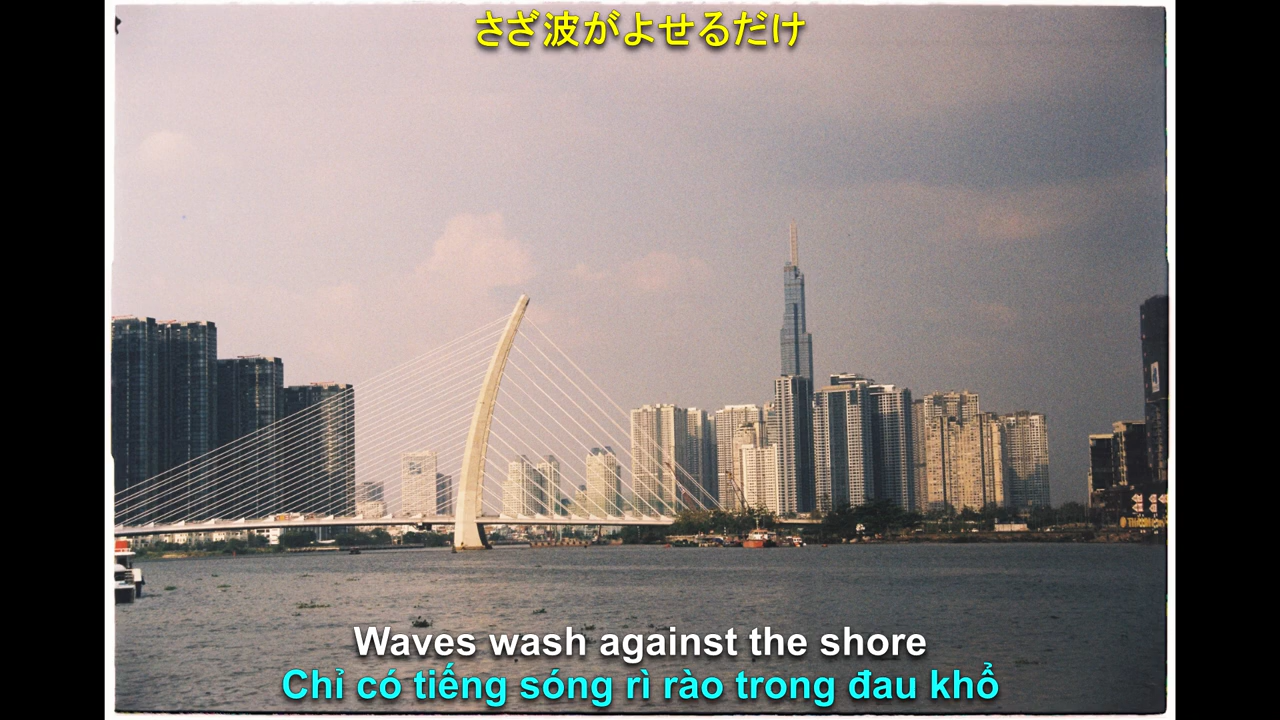 さざ波がよせるだけ
Waves wash against the shore
Chỉ có tiếng sóng rì rào trong đau khổ